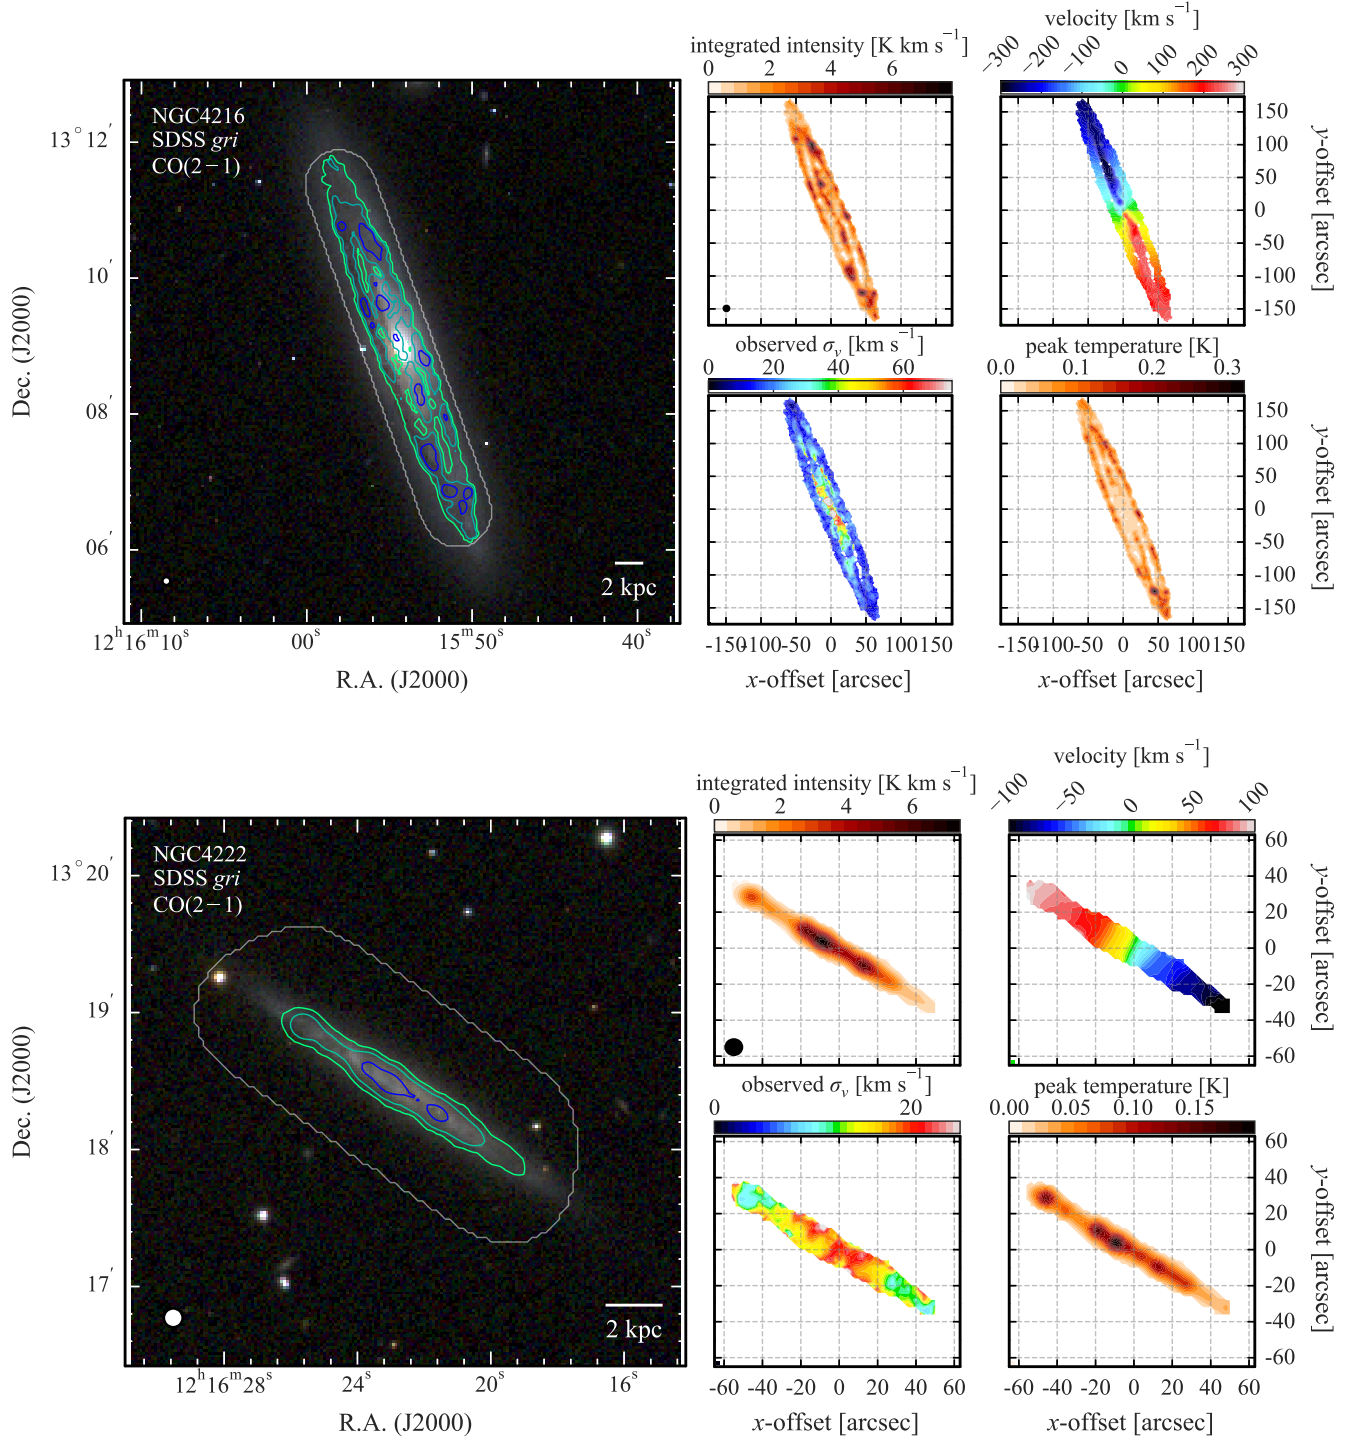 NGC4216
SDSS gri
CO(2−1)
13° 12′
10′
08′
06′
Dec. (J2000)
2 kpc
12ʰ16ᵐ10ˢ 00ˢ 15ᵐ50ˢ 40ˢ
R.A. (J2000)
integrated intensity [K km s⁻¹]
0 2 4 6
velocity [km s⁻¹]
−300 −200 −100 0 100 200 300
150
100
50
0
-50
-100
-150
y-offset [arcsec]
observed σᵥ [km s⁻¹]
0 20 40 60
peak temperature [K]
0.0 0.1 0.2 0.3
150
100
50
0
-50
-100
-150
y-offset [arcsec]
-150 -100 -50 0 50 100 150
x-offset [arcsec]
-150 -100 -50 0 50 100 150
x-offset [arcsec]
NGC4222
SDSS gri
CO(2−1)
13° 20′
19′
18′
17′
Dec. (J2000)
2 kpc
12ʰ16ᵐ28ˢ 24ˢ 20ˢ 16ˢ
R.A. (J2000)
integrated intensity [K km s⁻¹]
0 2 4 6
velocity [km s⁻¹]
−100 −50 0 50 100
60
40
20
0
-20
-40
-60
y-offset [arcsec]
observed σᵥ [km s⁻¹]
0 20
peak temperature [K]
0.00 0.05 0.10 0.15
60
40
20
0
-20
-40
-60
y-offset [arcsec]
-60 -40 -20 0 20 40 60
x-offset [arcsec]
-60 -40 -20 0 20 40 60
x-offset [arcsec]